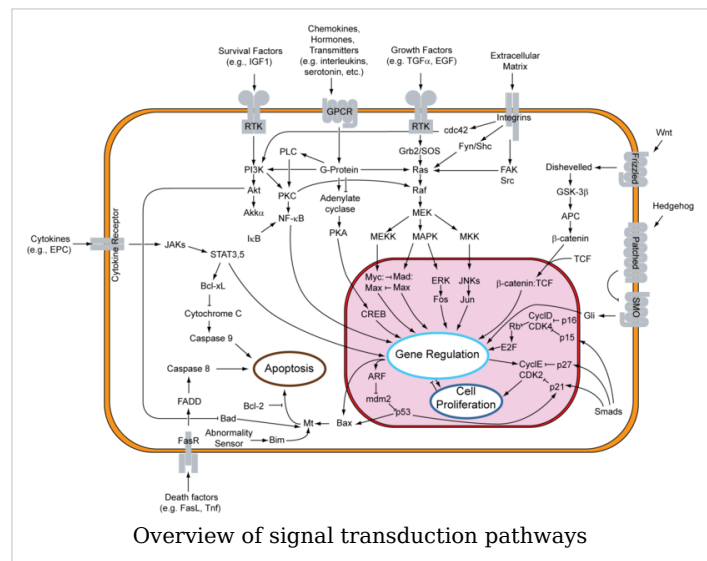 Chemokines,
Hormones,
Transmitters
(e.g. interleukins,
serotonin, etc.)
Survival Factors
(e.g., IGF1)
Growth Factors
(e.g. TGFα, EGF)
Extracellular
Matrix
RTK
GPCR
RTK
Integrins
cdc42
Wnt
Frizzled
PLC
Grb2/SOS
Fyn/Shc
Dishevelled
PI3K
G-Protein
Ras
FAK
Src
GSK-3β
Akt
PKC
Adenylate
cyclase
Raf
Hedgehog
Akkα
NF-κB
MEK
APC
Patched
IκB
PKA
MEKK
MAPK
MKK
β-catenin
TCF
Cytokines
(e.g., EPC)
Cytokine Receptor
JAKs
STAT3,5
Myc:
Mad:
Max
Max
ERK
Fos
JNKs
Jun
β-catenin:TCF
SMO
Bcl-xL
CREB
Gli
CyclD
p16
Rb
CDK4
p15
Cytochrome C
E2F
Caspase 9
Gene Regulation
CyclE
p27
CDK2
p21
Caspase 8
Apoptosis
ARF
Cell
Proliferation
FADD
Bcl-2
mdm2
p53
Smads
Bad
Mt
Bax
FasR
Abnormality
Sensor
Bim
Death factors
(e.g. FasL, Tnf)
Overview of signal transduction pathways